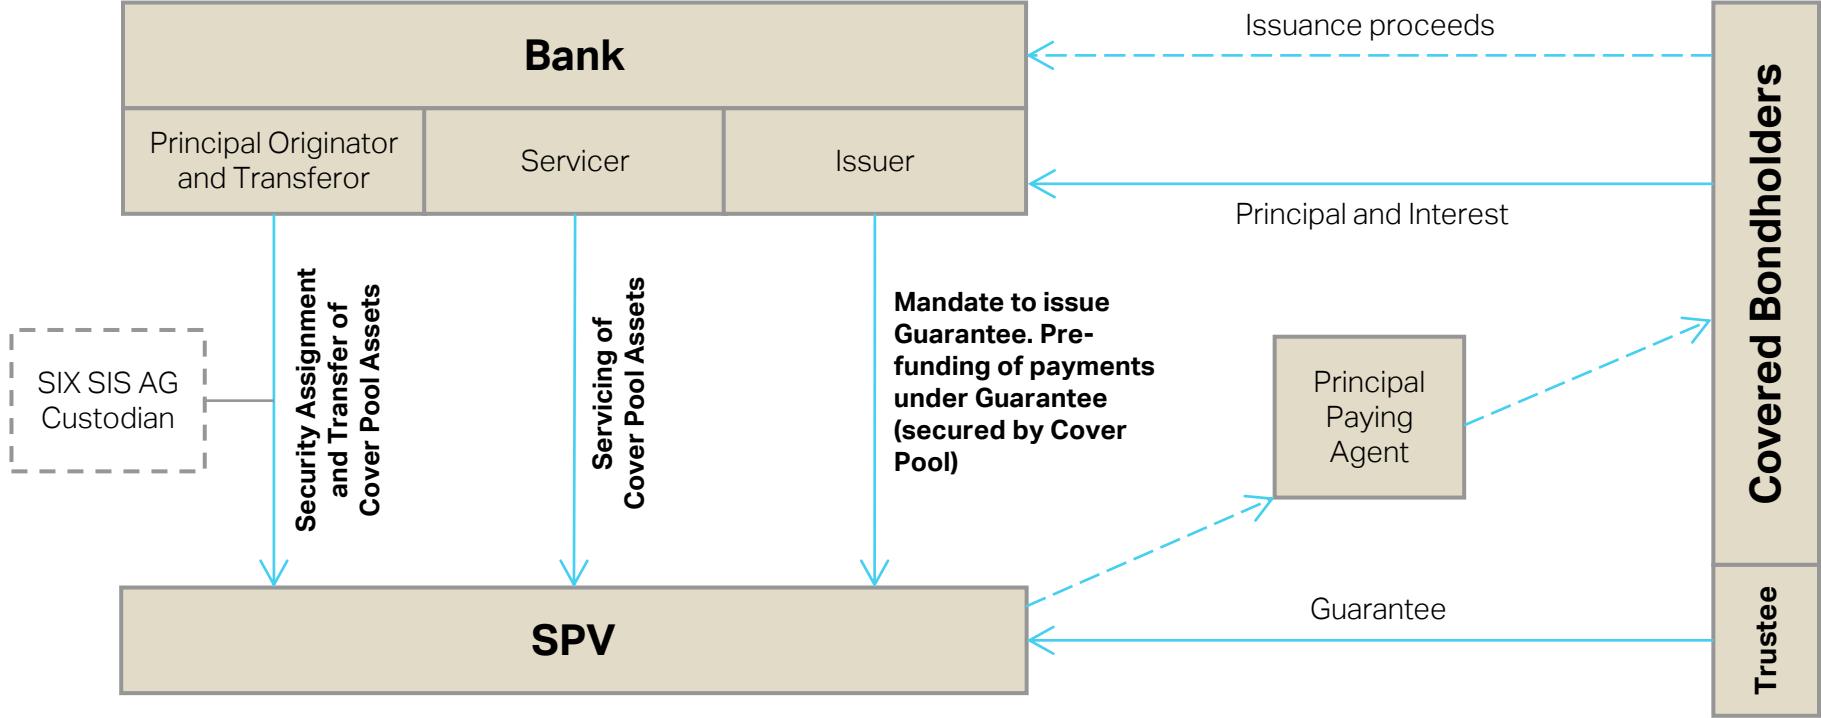 Bank
Issuance proceeds
Principal Originator
and Transferor
Servicer
Issuer
Principal and Interest
Covered Bondholders
Security Assignment
and Transfer of
Cover Pool Assets
Servicing of
Cover Pool Assets
Mandate to issue
Guarantee. Pre-
funding of payments
under Guarantee
(secured by Cover
Pool)
SIX SIS AG
Custodian
Principal
Paying
Agent
SPV
Guarantee
Trustee